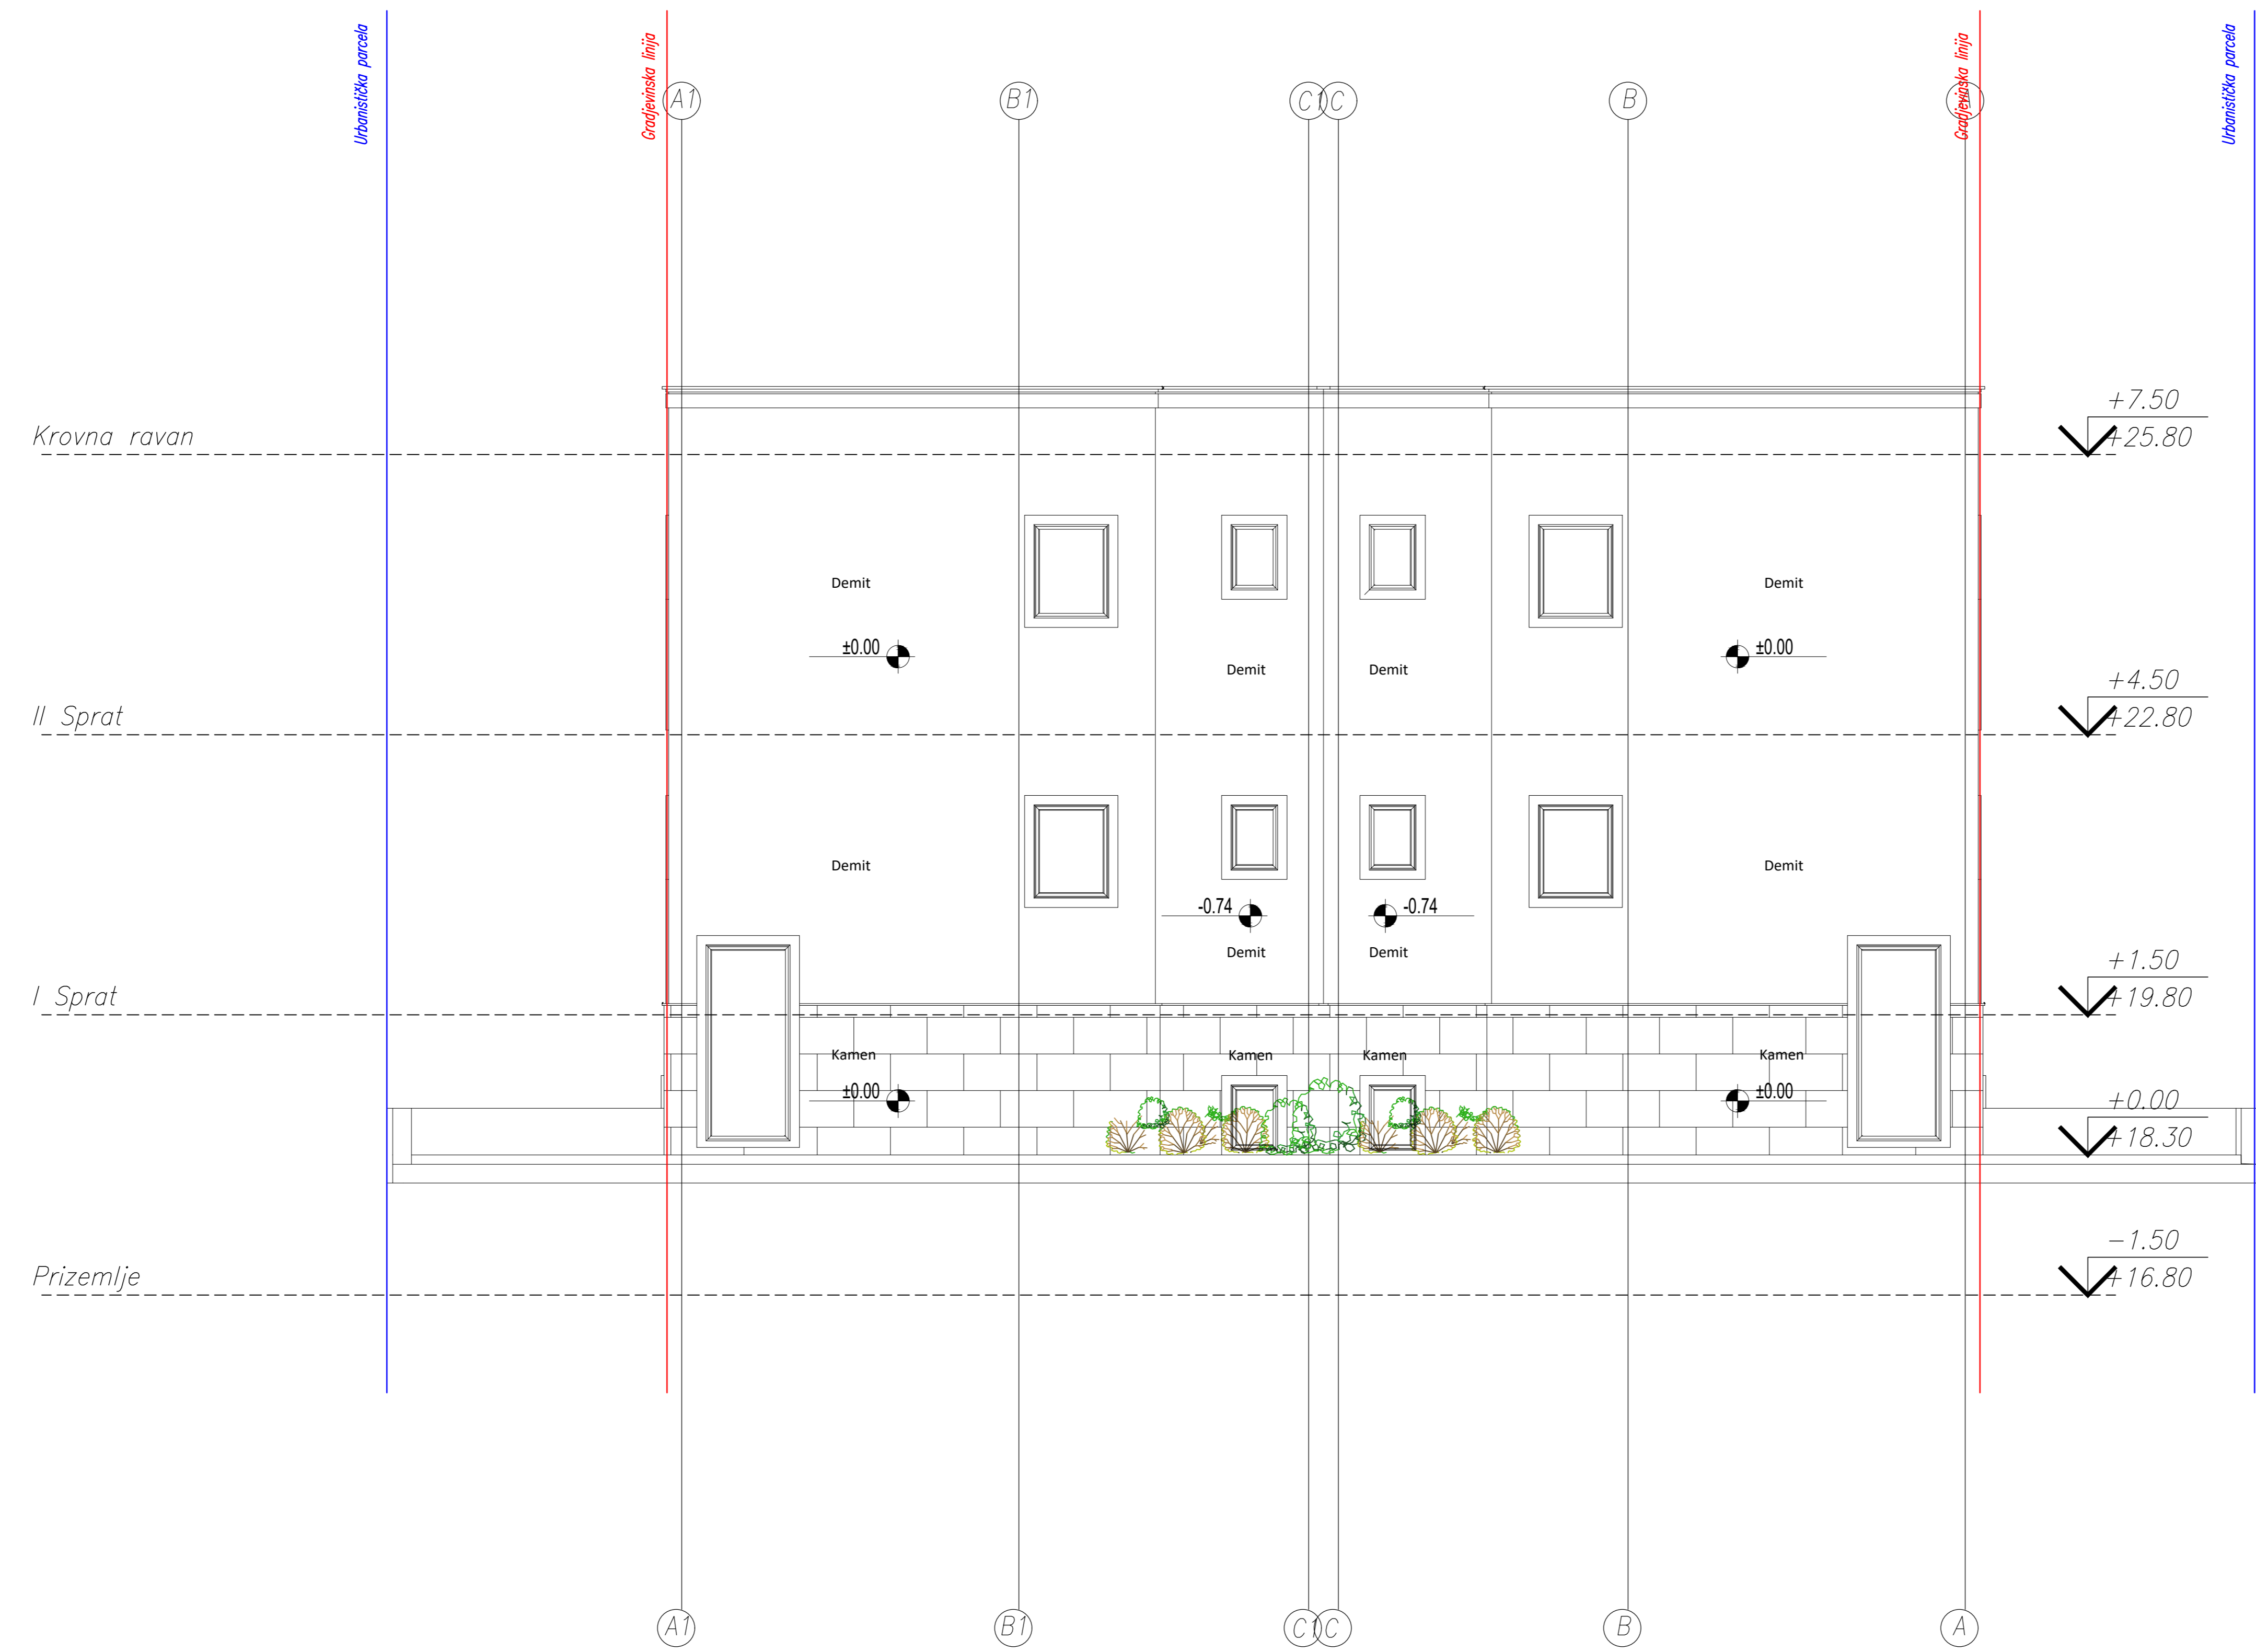 Urbanistička parcela
Gradjevinska linija
Gradjevinska linija
Urbanistička parcela
A1
B1
C1
C
B
+7.50
Krovna ravan
+25.80
Demit
Demit
±0.00
±0.00
Demit
Demit
+4.50
II Sprat
+22.80
Demit
Demit
-0.74
-0.74
Demit
Demit
+1.50
I Sprat
+19.80
Kamen
Kamen
Kamen
Kamen
±0.00
±0.00
+0.00
+18.30
-1.50
Prizemlje
+16.80
A1
B1
C1
C
B
A